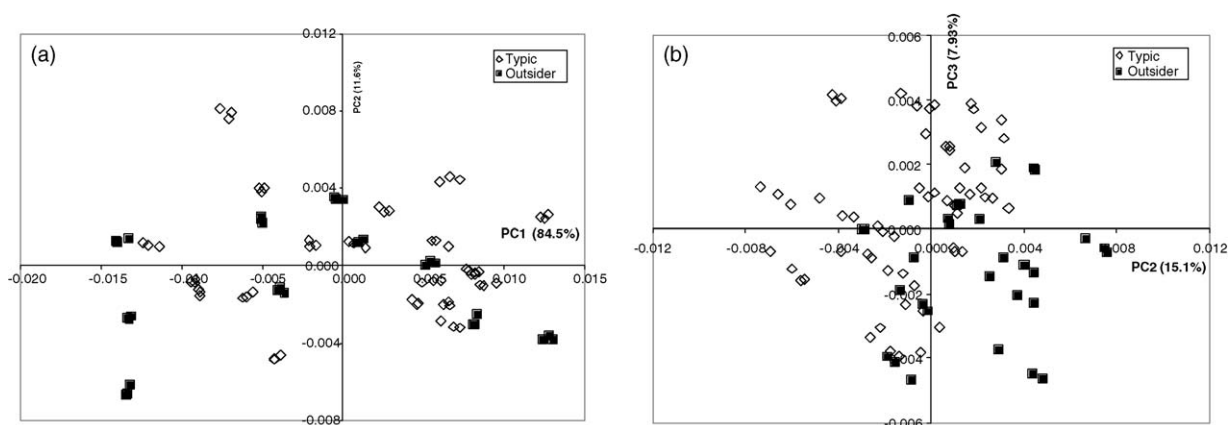 (a)
0.012
Typic
Outsider
PC2 (11.6%)
0.008
0.004
PC1 (84.5%)
-0.020 -0.015 -0.010 -0.005 0.000 0.005 0.010 0.015
-0.004
-0.008
(b)
0.006
PC3 (7.93%)
Typic
Outsider
0.004
0.002
0.000
-0.012 -0.008 -0.004 0.000 0.004 0.008 0.012
PC2 (15.1%)
-0.002
-0.004
-0.006